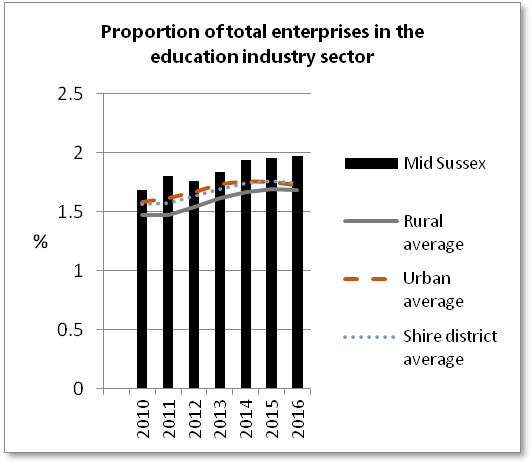 Proportion of total enterprises in the
education industry sector
2.5
2
1.5
1
0.5
0
%
2010
2011
2012
2013
2014
2015
2016
Mid Sussex
Rural
average
Urban
average
Shire district
average